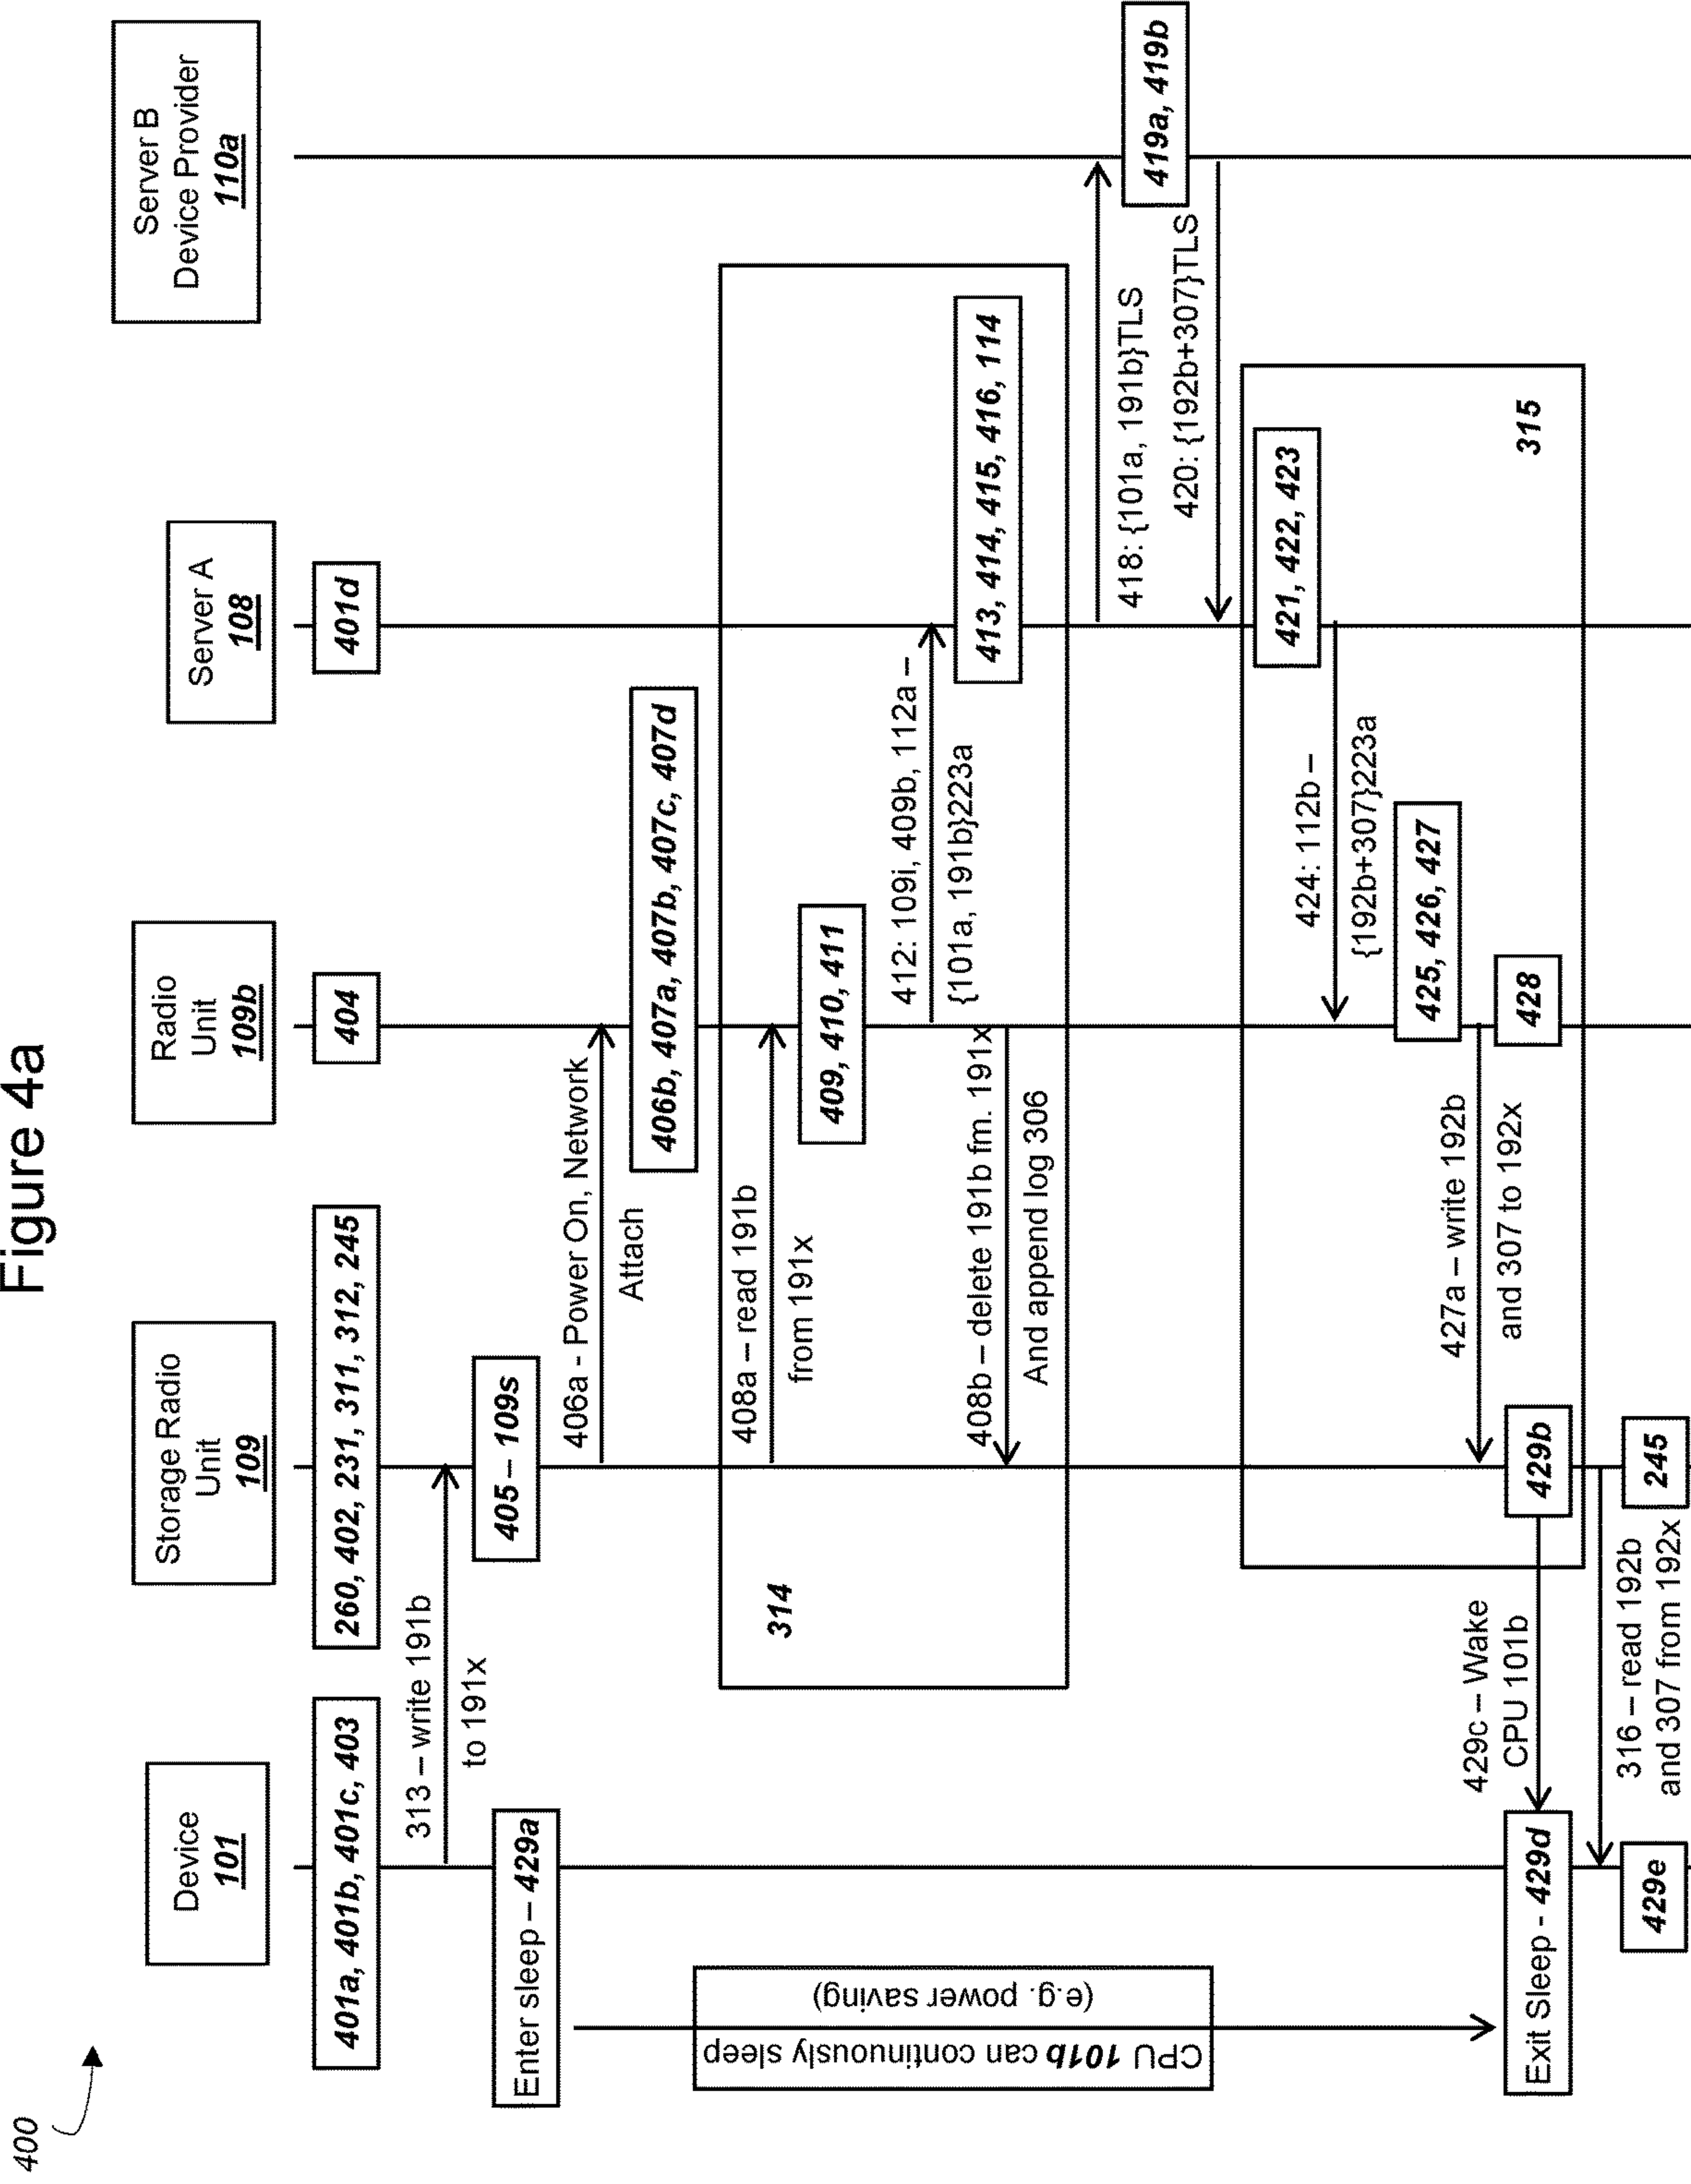 Figure 4a
400
Device
101
Storage Radio
Unit
109
Radio
Unit
109b
Server A
108
Server B
Device Provider
110a
401a, 401b, 401c, 403
260, 402, 231, 311, 312, 245
404
401d
313 – write 191b
to 191x
405 – 109s
Enter sleep – 429a
406a - Power On, Network
Attach
406b, 407a, 407b, 407c, 407d
CPU 101b can continuously sleep
(e.g. power saving)
314
408a – read 191b
from 191x
409, 410, 411
412: 109i, 409b, 112a –
{101a, 191b}223a
413, 414, 415, 416, 114
408b – delete 191b fm. 191x
And append log 306
418: {101a, 191b}TLS
419a, 419b
420: {192b+307}TLS
315
421, 422, 423
424: 112b –
{192b+307}223a
425, 426, 427
427a – write 192b
and 307 to 192x
428
429b
429c – Wake
CPU 101b
Exit Sleep - 429d
316 – read 192b
and 307 from 192x
245
429e